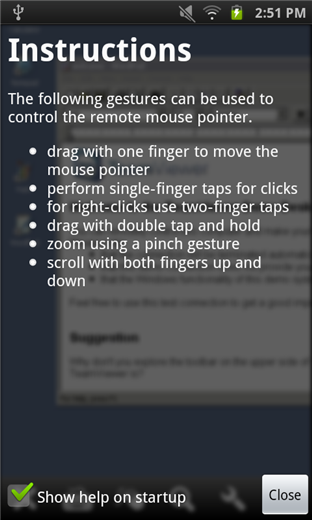 2:51 PM
Instructions
The following gestures can be used to
control the remote mouse pointer.
• drag with one finger to move the
mouse pointer
• perform single-finger taps for clicks
• for right-clicks use two-finger taps
• drag with double tap and hold
• zoom using a pinch gesture
• scroll with both fingers up and
down
Suggestion
Show help on startup
Close